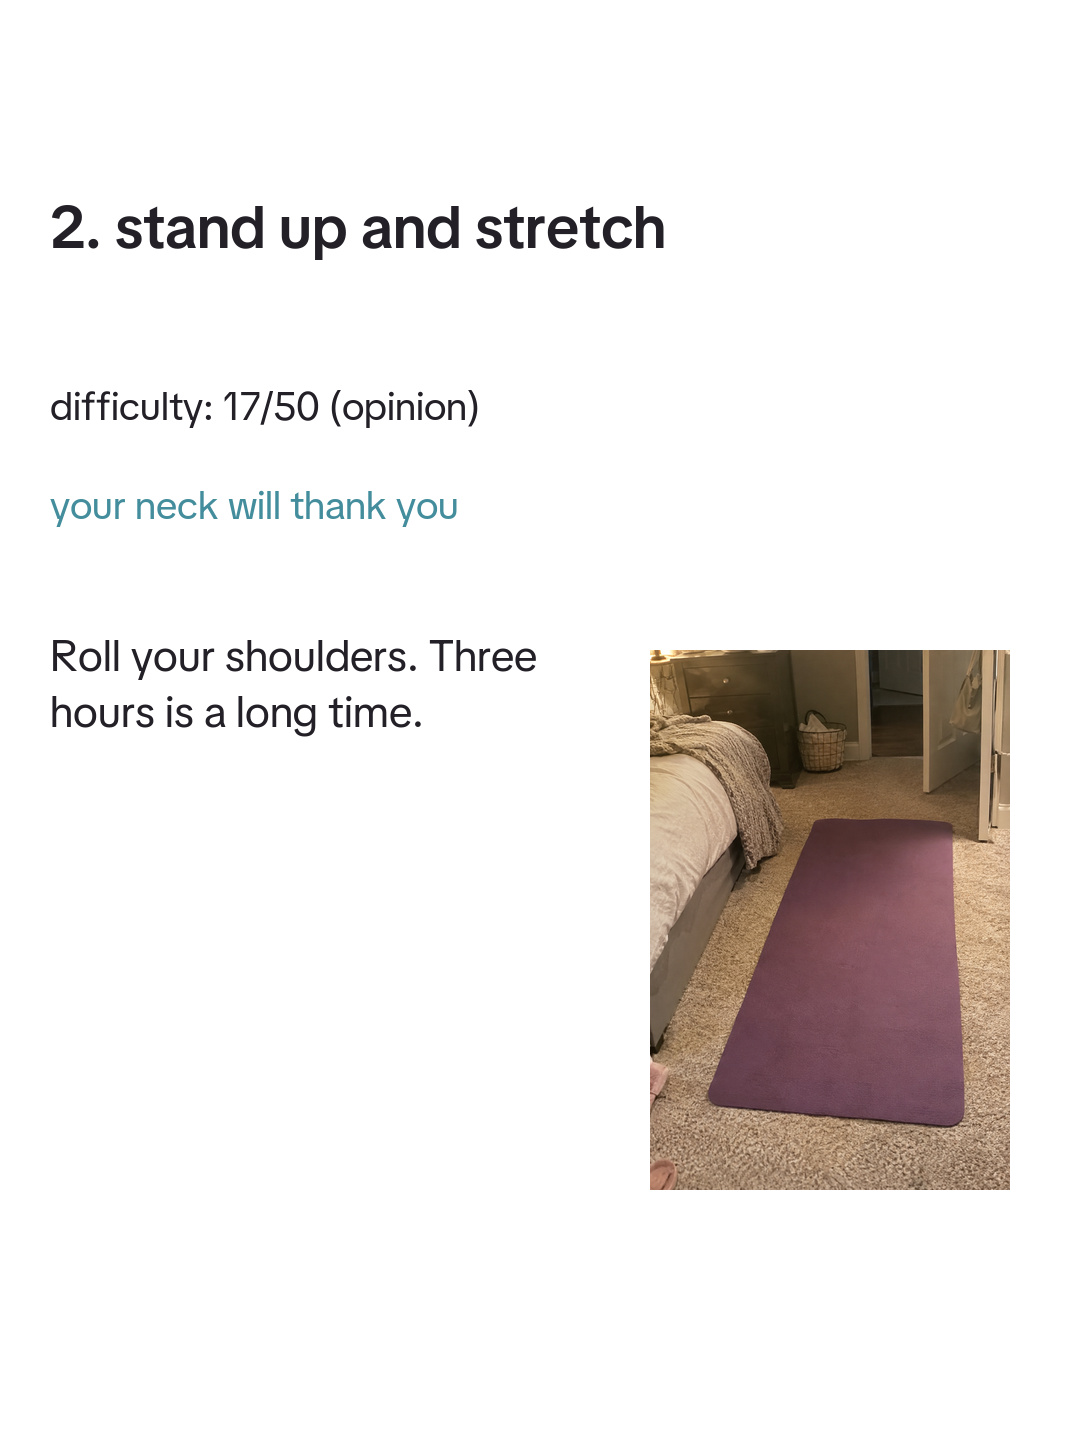 2. stand up and stretch
difficulty: 17/50 (opinion)
your neck will thank you
Roll your shoulders. Three
hours is a long time.